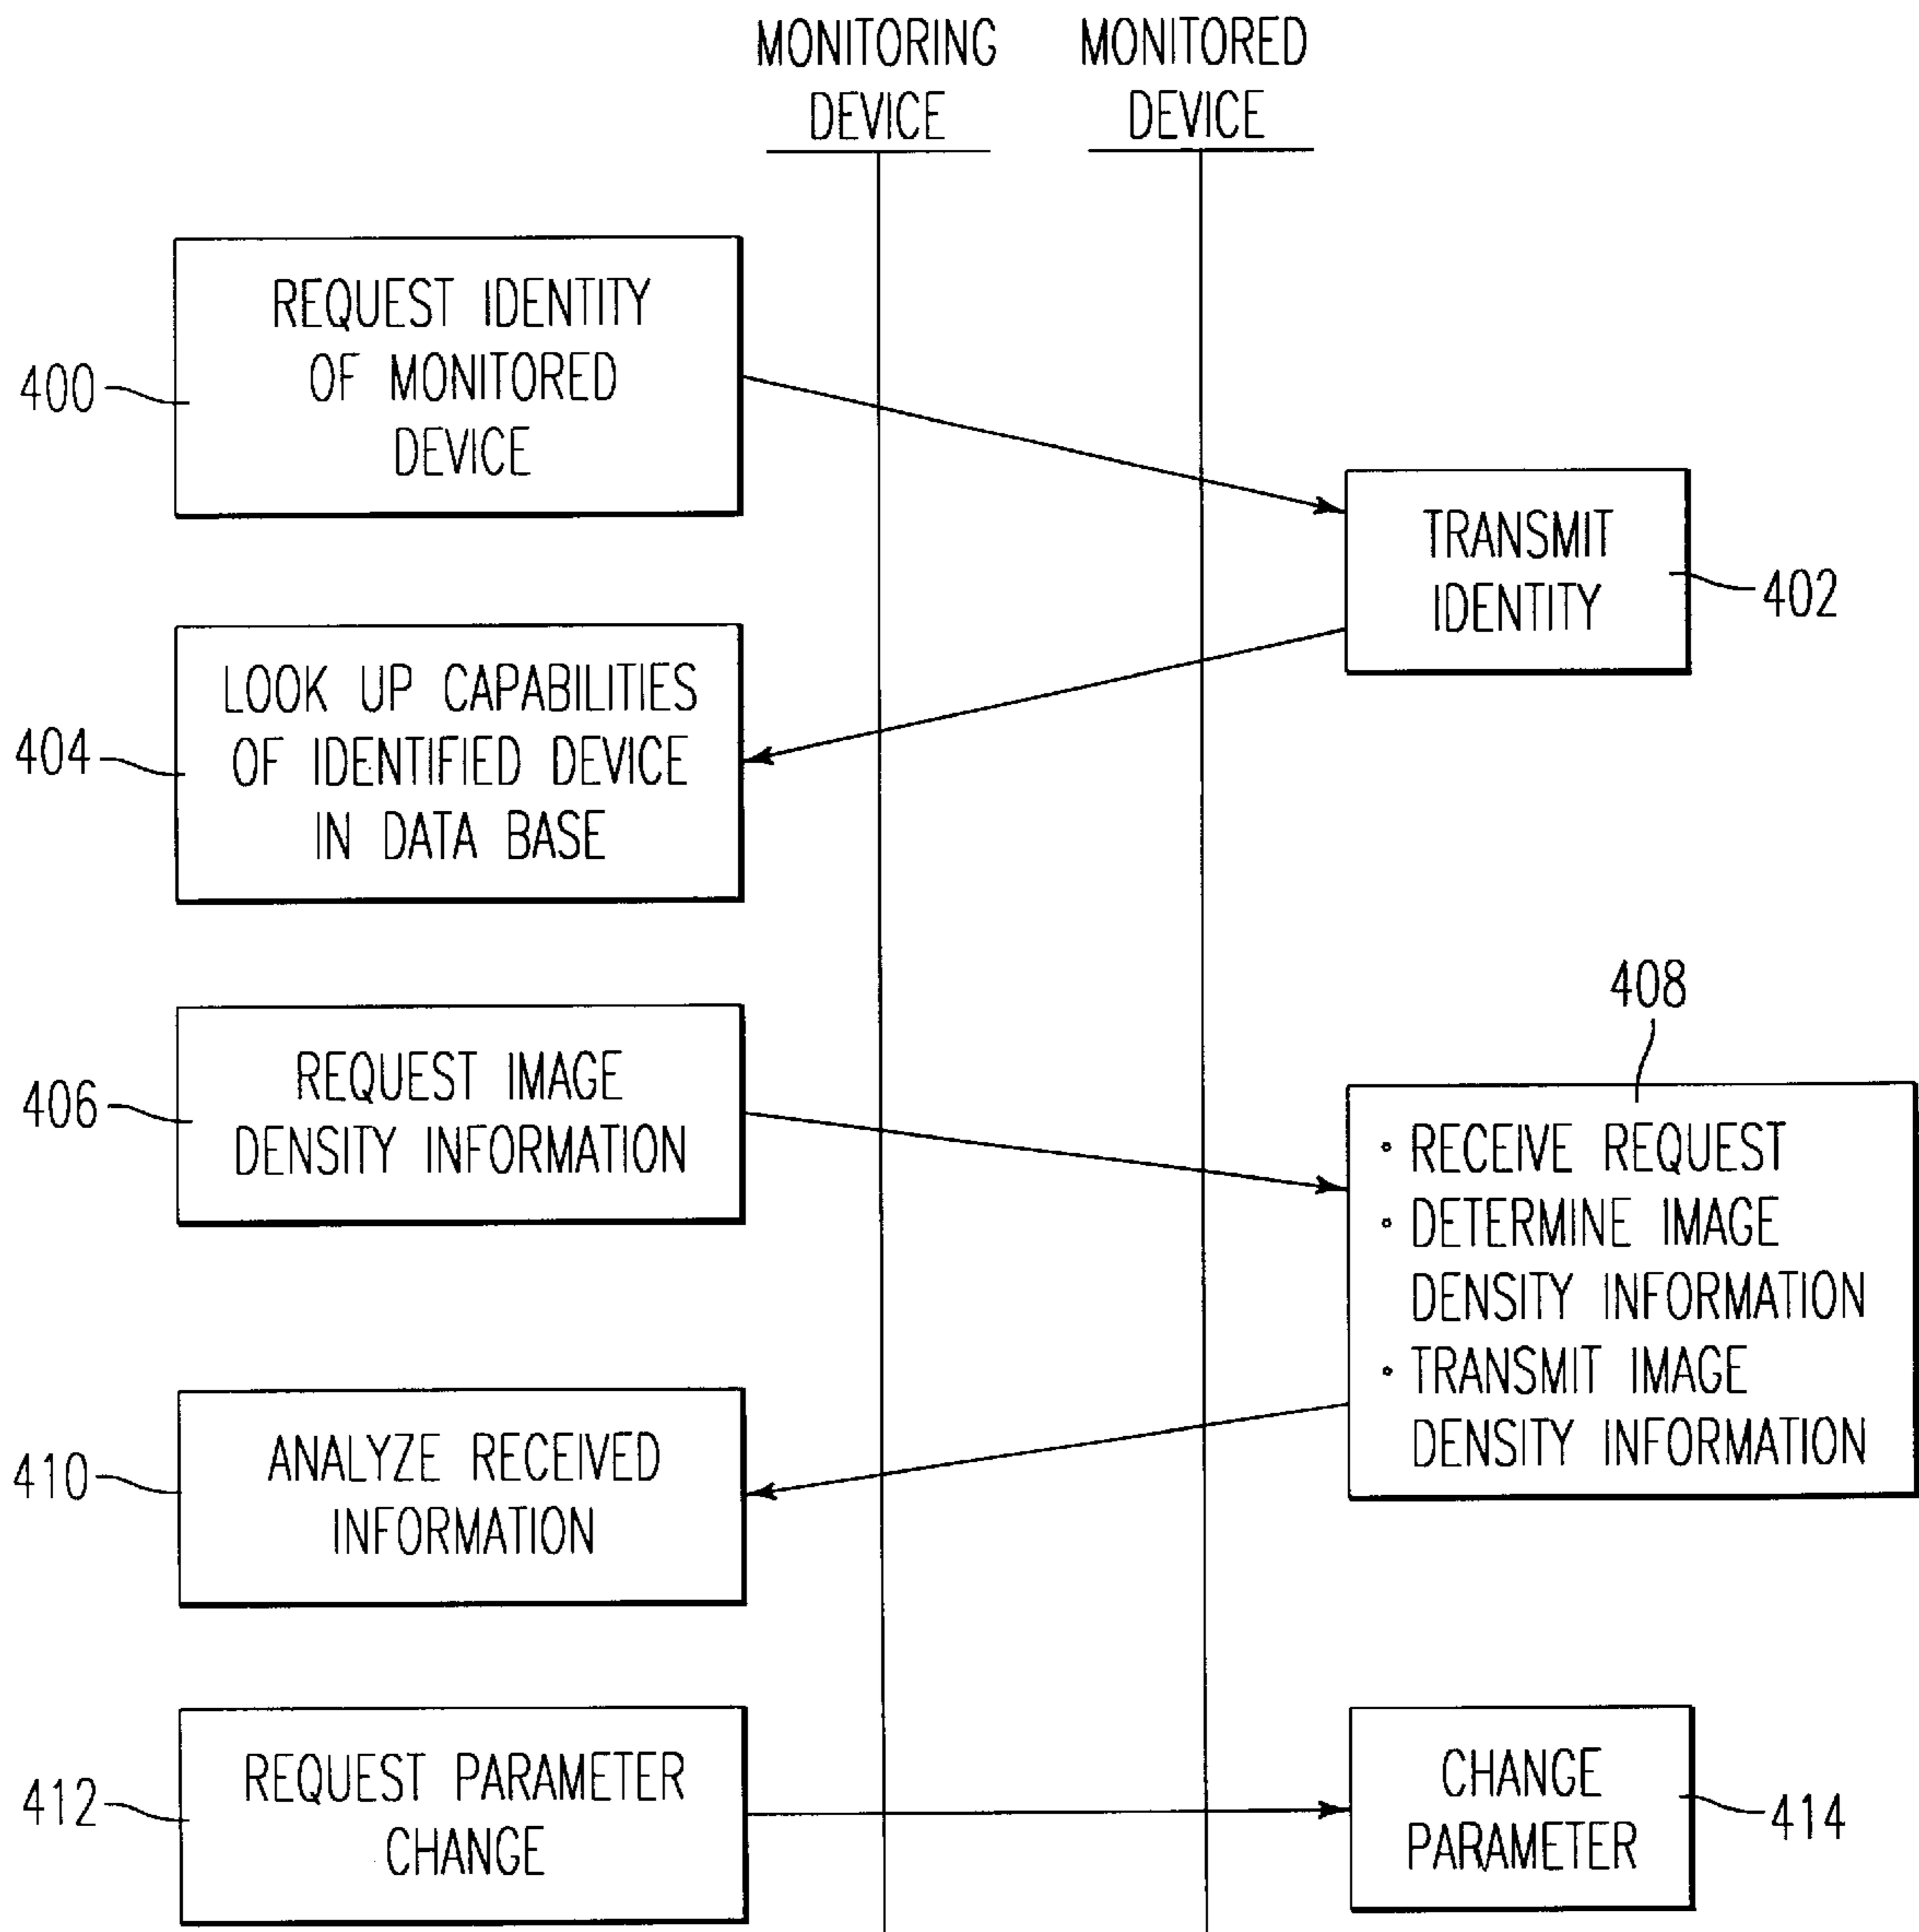 MONITORING
DEVICE
MONITORED
DEVICE
REQUEST IDENTITY
OF MONITORED
DEVICE
400
TRANSMIT
IDENTITY
402
LOOK UP CAPABILITIES
OF IDENTIFIED DEVICE
IN DATA BASE
404
REQUEST IMAGE
DENSITY INFORMATION
406
408
• RECEIVE REQUEST
• DETERMINE IMAGE
DENSITY INFORMATION
• TRANSMIT IMAGE
DENSITY INFORMATION
ANALYZE RECEIVED
INFORMATION
410
REQUEST PARAMETER
CHANGE
412
CHANGE
PARAMETER
414